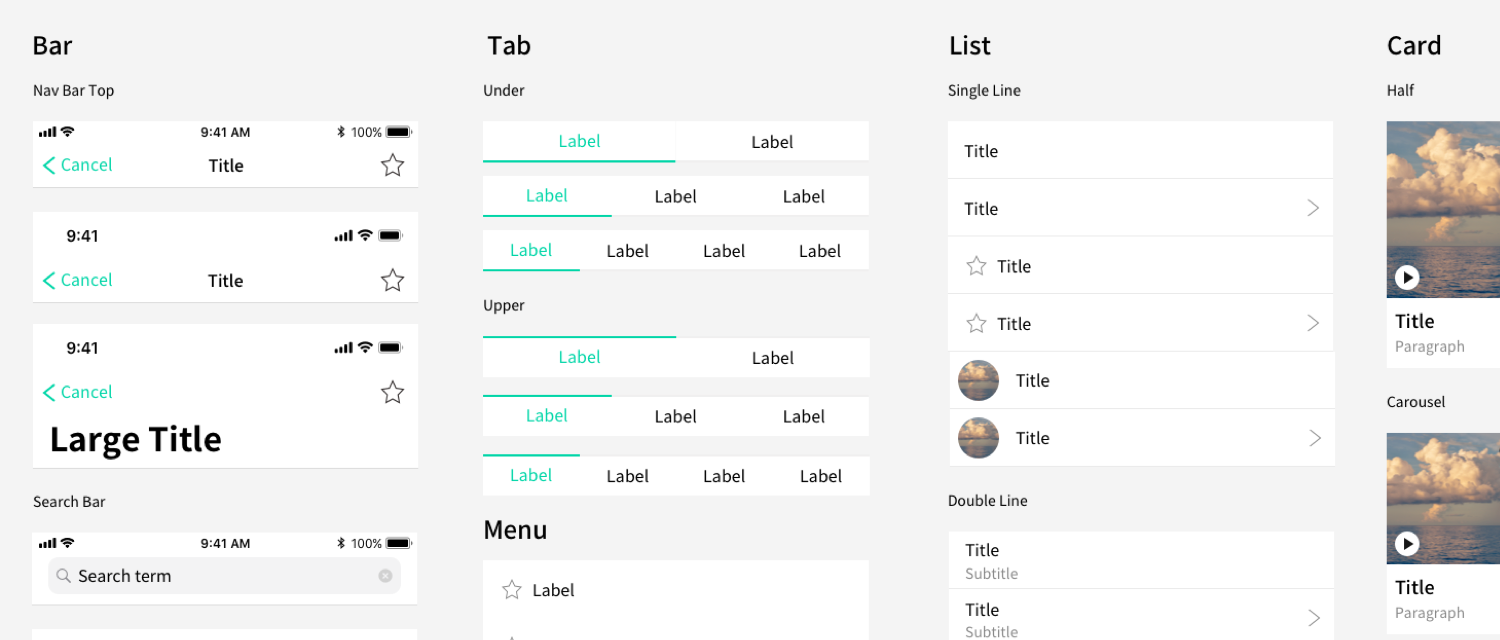 Bar
Nav Bar Top
9:41 AM
100%
Cancel
Title
9:41
Cancel
Title
9:41
Cancel
Large Title
Search Bar
9:41 AM
100%
Search term
Tab
Under
Label Label
Label Label Label
Label Label Label Label
Upper
Label Label
Label Label Label
Label Label Label Label
Menu
Label
List
Single Line
Title
Title
Title
Title
Title
Title
Double Line
Title
Subtitle
Title
Subtitle
Card
Half
Title
Paragraph
Carousel
Title
Paragraph